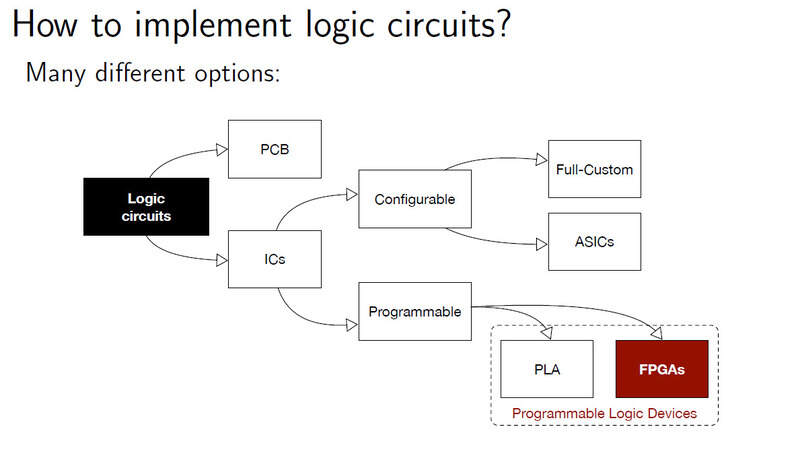 How to implement logic circuits?
Many different options:
PCB
Logic
circuits
ICs
Configurable
Full-Custom
ASICs
Programmable
PLA
FPGAs
Programmable Logic Devices